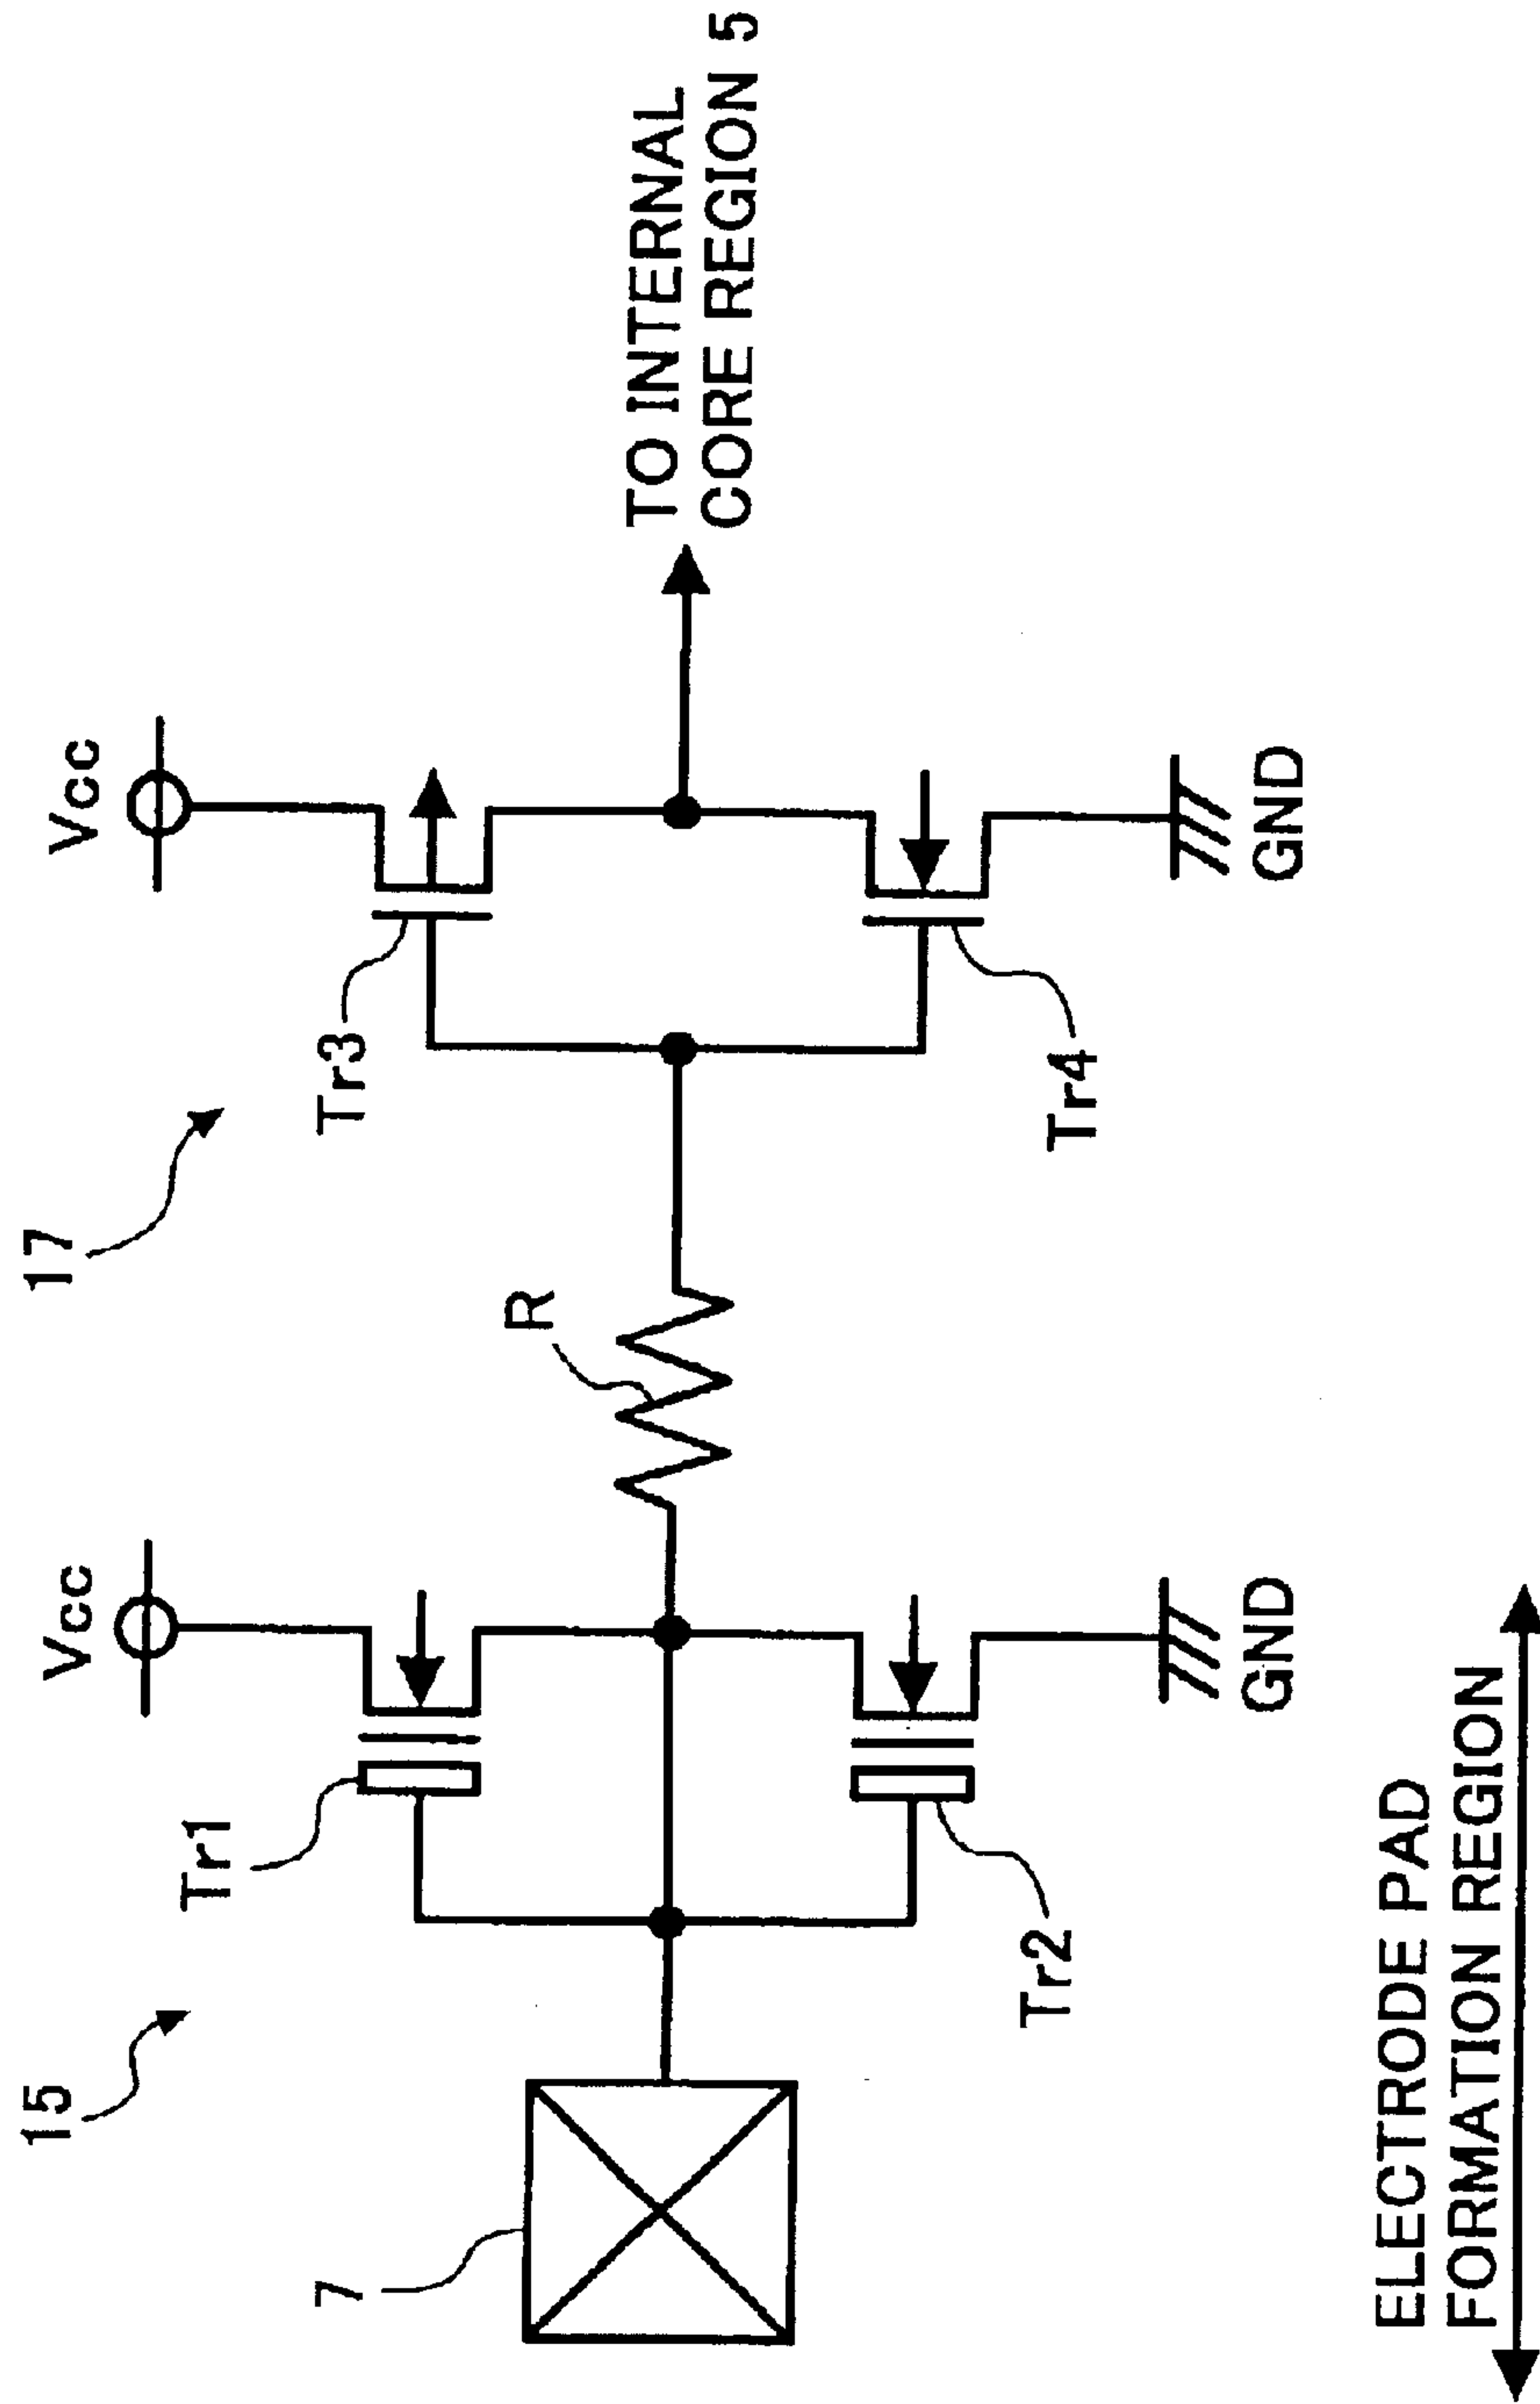 15
17
Vcc
Vcc
Tr1
Tr3
7
R
TO INTERNAL
CORE REGION 5
Tr2
Tr4
GND
GND
ELECTRODE PAD
FORMATION REGION